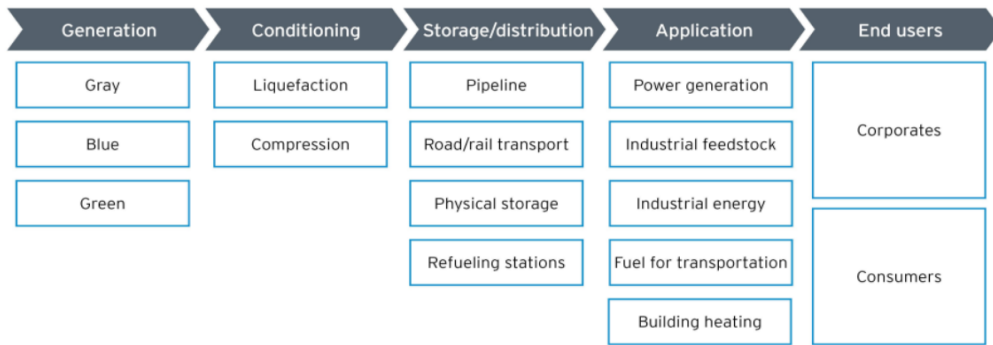 Generation
Conditioning
Storage/distribution
Application
End users
Gray
Liquefaction
Pipeline
Power generation
Corporates
Blue
Compression
Road/rail transport
Industrial feedstock
Green
Physical storage
Industrial energy
Refueling stations
Fuel for transportation
Consumers
Building heating